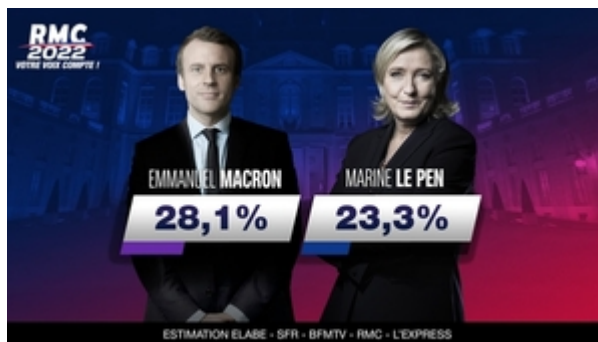 RMC
2022
VOTRE VOIX COMPTE !
EMMANUEL MACRON
28,1%
MARINE LE PEN
23,3%
ESTIMATION ELABE - SFR - BFMTV - RMC - L'EXPRESS